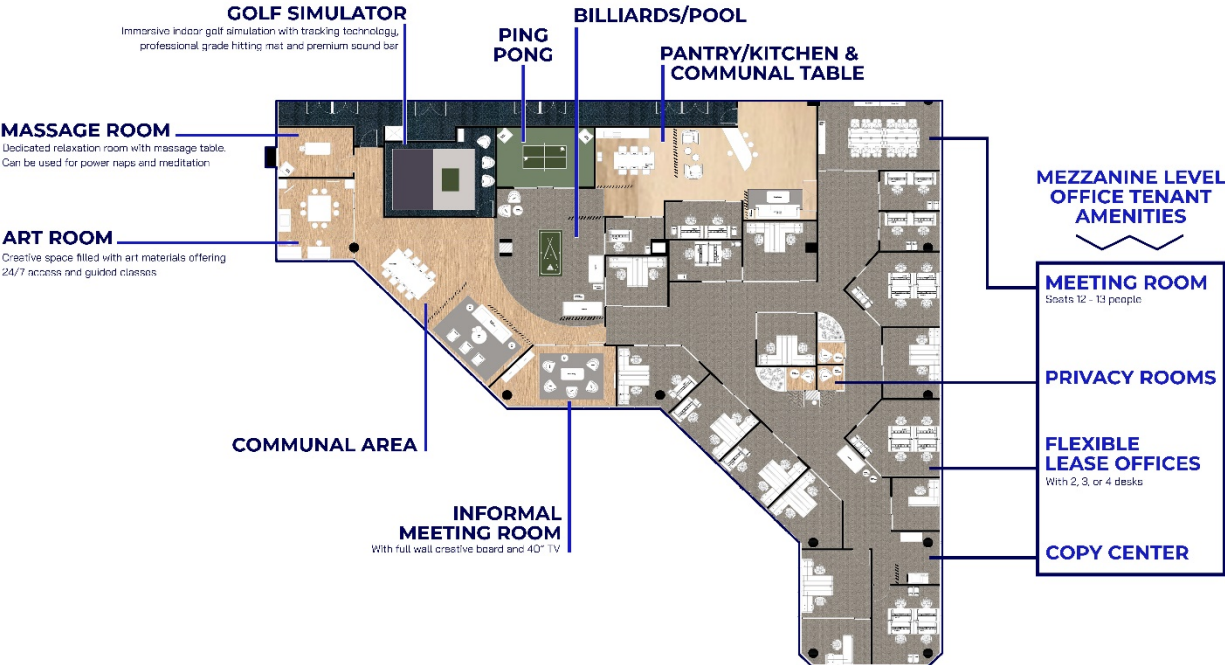 GOLF SIMULATOR
Immersive indoor golf simulation with tracking technology,
professional grade hitting mat and premium sound bar
PING
PONG
BILLIARDS/POOL
PANTRY/KITCHEN &
COMMUNAL TABLE
MASSAGE ROOM
Dedicated relaxation room with massage table.
Can be used for power naps and meditation
ART ROOM
Creative space filled with art materials offering
24/7 access and guided classes
COMMUNAL AREA
INFORMAL
MEETING ROOM
With full wall creative board and 40" TV
MEZZANINE LEVEL
OFFICE TENANT
AMENITIES
MEETING ROOM
Seats 12 - 13 people
PRIVACY ROOMS
FLEXIBLE
LEASE OFFICES
With 2, 3, or 4 desks
COPY CENTER